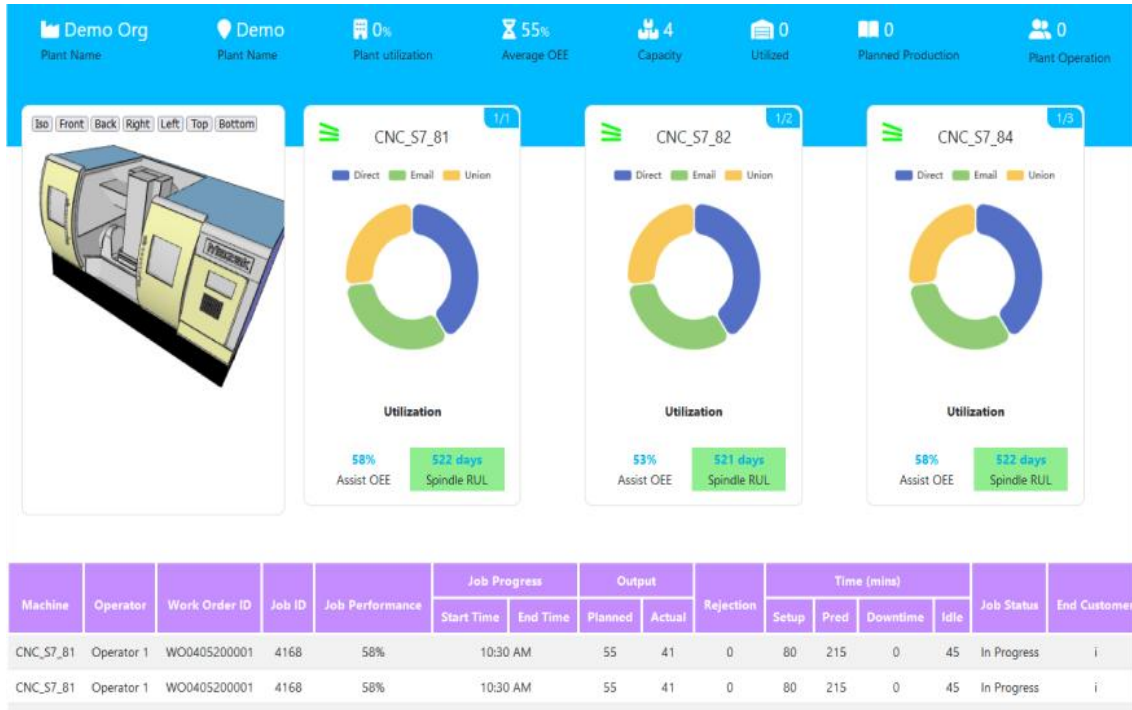 Demo Org Demo 0% 55% 4 0 0 0
Plant Name Plant Name Plant utilization Average OEE Capacity Utilized Planned Production Plant Operation
Iso Front Back Right Left Top Bottom
Mazak
1/1
CNC_S7_81
Direct Email Union
Utilization
58% 522 days
Assist OEE Spindle RUL
1/2
CNC_S7_82
Direct Email Union
Utilization
53% 521 days
Assist OEE Spindle RUL
1/3
CNC_S7_84
Direct Email Union
Utilization
58% 522 days
Assist OEE Spindle RUL
Job Progress Output Time (mins)
Machine Operator Work Order ID Job ID Job Performance Rejection Job Status End Customer
Start Time End Time Planned Actual Setup Pred Downtime Idle
CNC_S7_81 Operator 1 WO0405200001 4168 58% 10:30 AM 55 41 0 80 215 0 45 In Progress i
CNC_S7_81 Operator 1 WO0405200001 4168 58% 10:30 AM 55 41 0 80 215 0 45 In Progress i